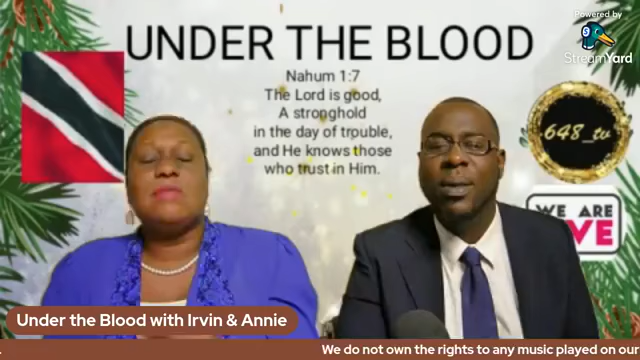 Powered by
StreamYard
UNDER THE BLOOD
Nahum 1:7
The Lord is good,
A stronghold
in the day of trouble,
and He knows those
who trust in Him.
648_tv
WE ARE
LIVE
Under the Blood with Irvin & Annie
We do not own the rights to any music played on our